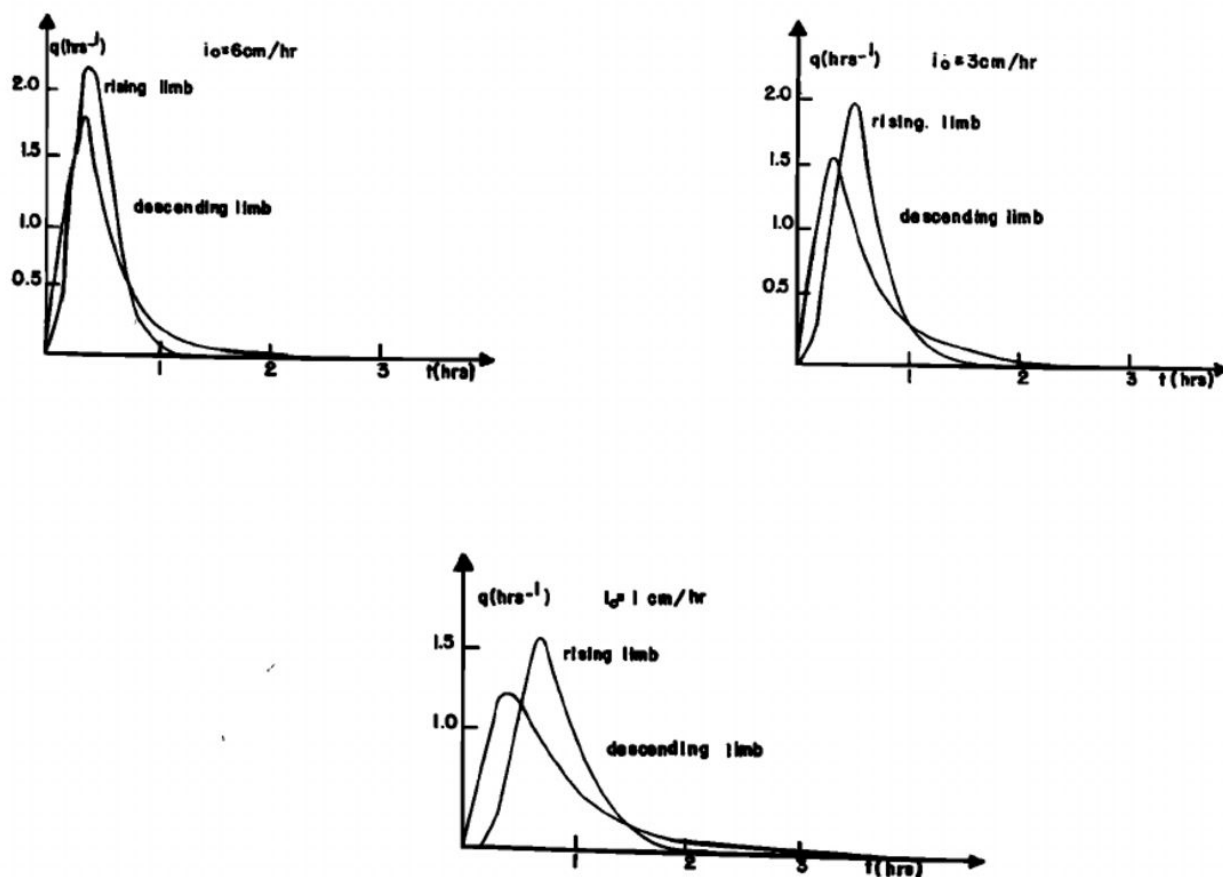 q(hrs-1) i₀=6cm/hr
2.0
rising limb
1.5
descending limb
1.0
0.5
1 2 3 t(hrs)
q(hrs-1) i₀=3cm/hr
2.0
rising. limb
1.5
descending limb
1.0
0.5
1 2 3 t(hrs)
q(hrs-1) i₀=1 cm/hr
1.5
rising limb
1.0
descending limb
1 2 3 t(hrs)